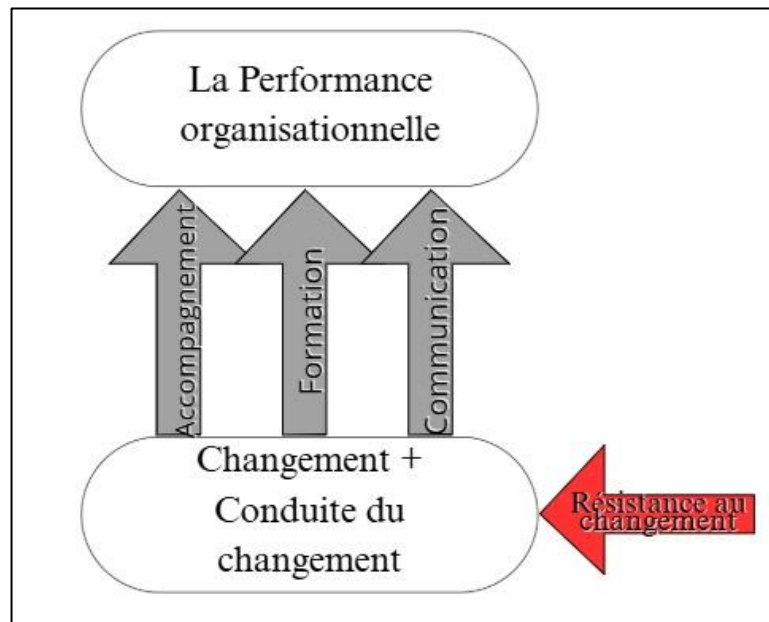 La Performance
organisationnelle
Accompagnement
Formation
Communication
Changement +
Conduite du
changement
Résistance au
changement